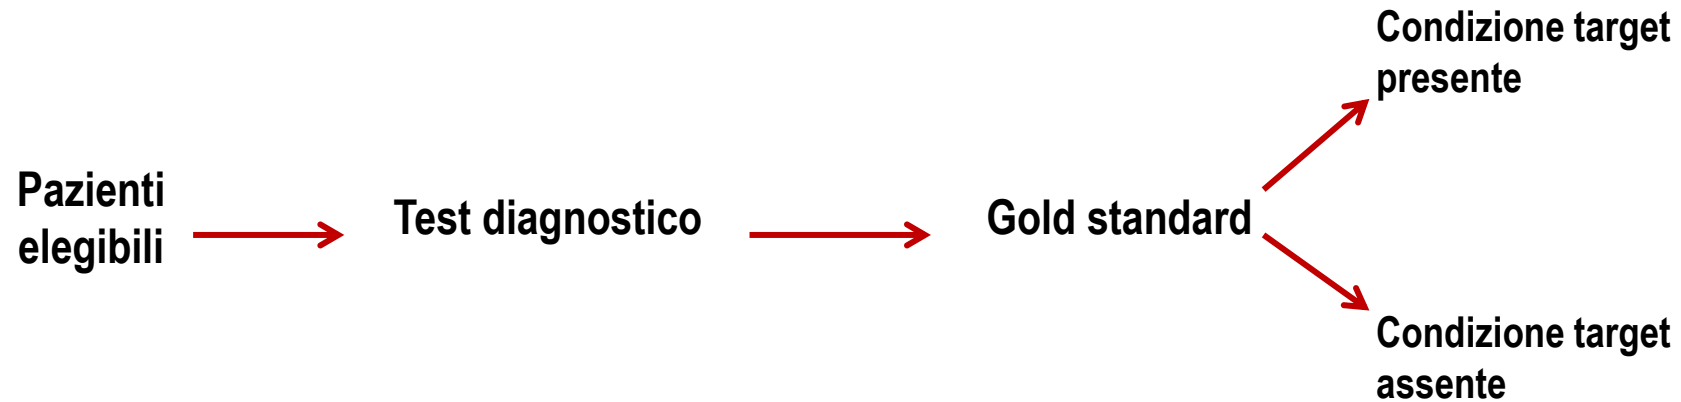 Pazienti
elegibili
Test diagnostico
Gold standard
Condizione target
presente
Condizione target
assente